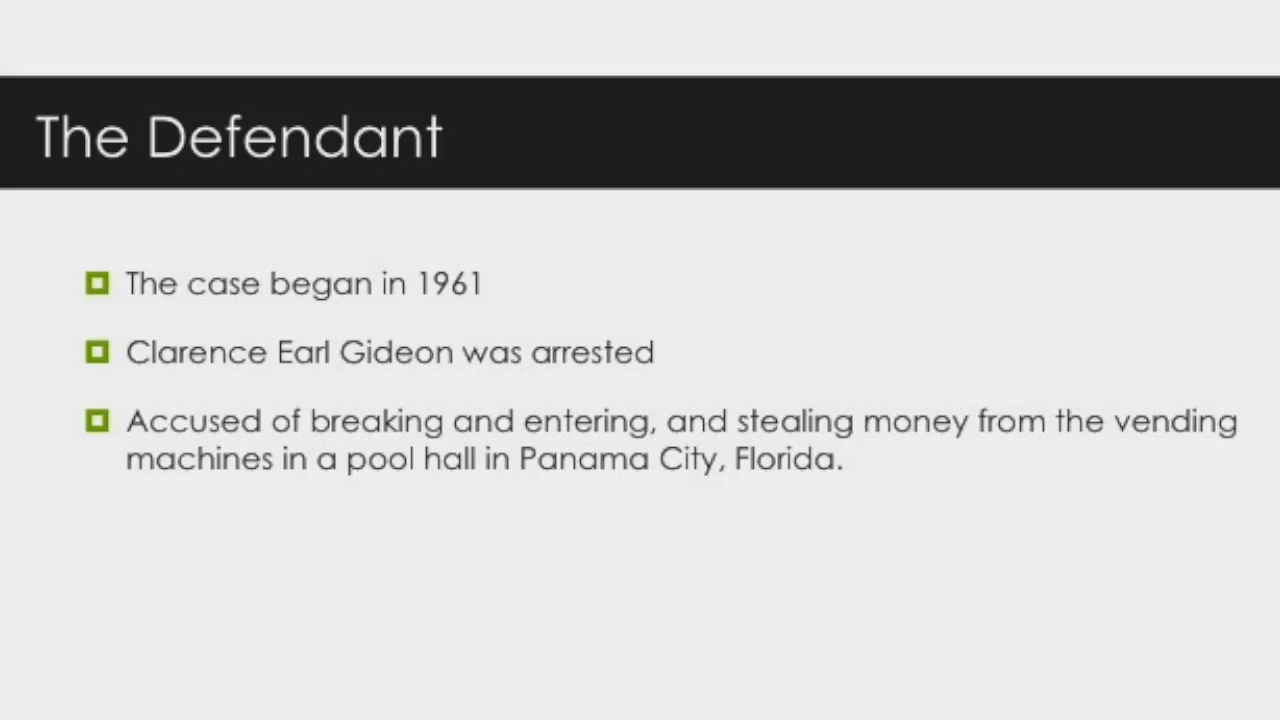 The Defendant
The case began in 1961
Clarence Earl Gideon was arrested
Accused of breaking and entering, and stealing money from the vending
machines in a pool hall in Panama City, Florida.